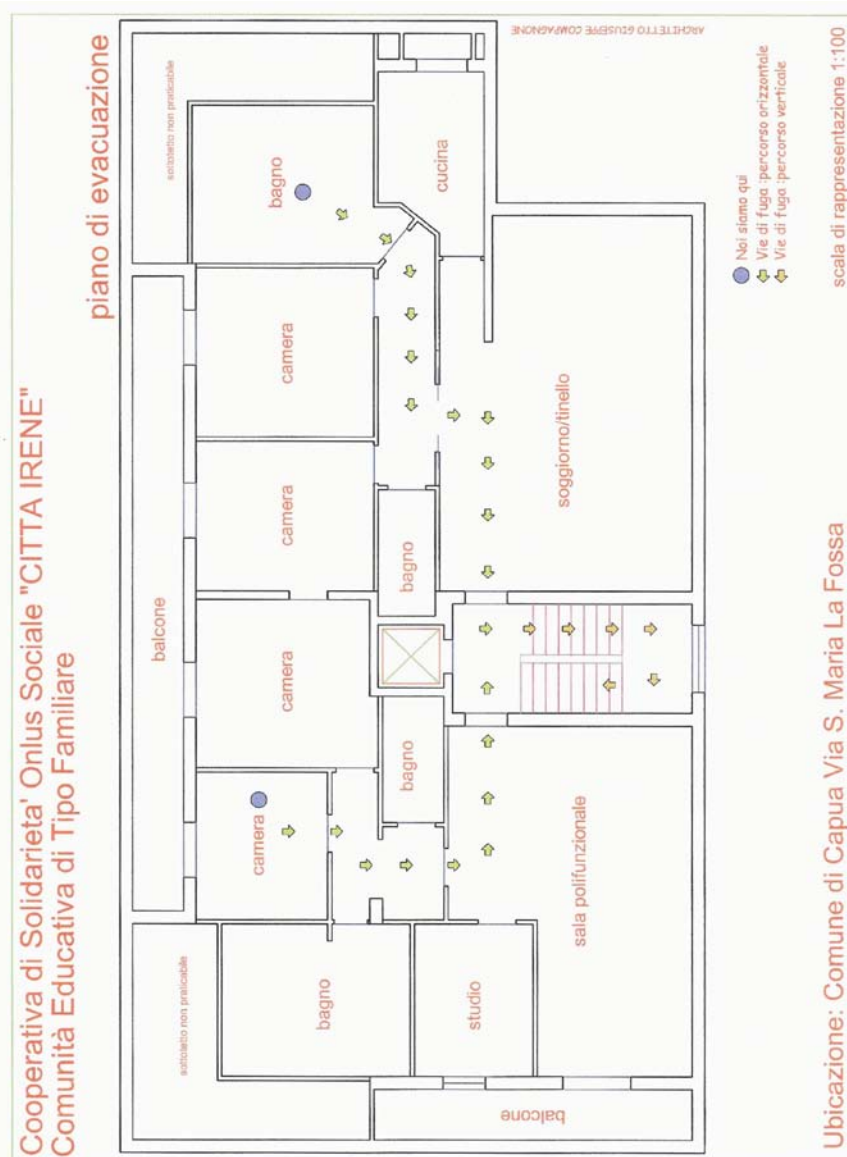 Cooperativa di Solidarieta' Onlus Sociale "CITTA IRENE"
Comunità Educativa di Tipo Familiare
piano di evacuazione
sottotetto non praticabile
bagno
cucina
camera
balcone
camera
bagno
soggiorno/tinello
camera
camera
bagno
sala polifunzionale
sottotetto non praticabile
bagno
studio
balcone
ARCHITETTO GIUSEPPE COMPAGNONE
Noi siamo qui
Vie di fuga :percorso orizzontale
Vie di fuga :percorso verticale
Ubicazione: Comune di Capua Via S. Maria La Fossa
scala di rappresentazione 1:100